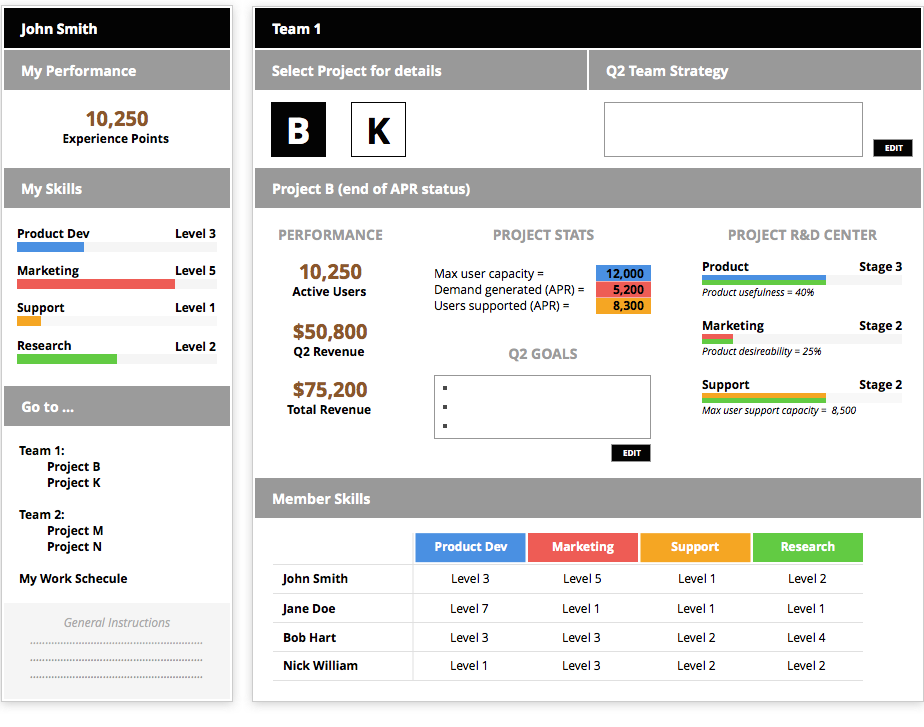 John Smith
My Performance
10,250
Experience Points
My Skills
Product Dev Level 3
Marketing Level 5
Support Level 1
Research Level 2
Go to ...
Team 1:
Project B
Project K
Team 2:
Project M
Project N
My Work Schecule
General Instructions
Team 1
Select Project for details
Q2 Team Strategy
B K
EDIT
Project B (end of APR status)
PERFORMANCE
10,250
Active Users
$50,800
Q2 Revenue
$75,200
Total Revenue
PROJECT STATS
Max user capacity = 12,000
Demand generated (APR) = 5,200
Users supported (APR) = 8,300
Q2 GOALS
EDIT
PROJECT R&D CENTER
Product Stage 3
Product usefulness = 40%
Marketing Stage 2
Product desireability = 25%
Support Stage 2
Max user support capacity = 8,500
Member Skills
Product Dev Marketing Support Research
John Smith Level 3 Level 5 Level 1 Level 2
Jane Doe Level 7 Level 1 Level 1 Level 1
Bob Hart Level 3 Level 3 Level 2 Level 4
Nick William Level 1 Level 3 Level 2 Level 2